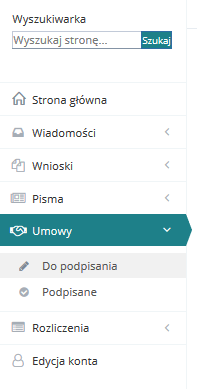 Wyszukiwarka
Wyszukaj stronę...
Szukaj
Strona główna
Wiadomości
Wnioski
Pisma
Umowy
Do podpisania
Podpisane
Rozliczenia
Edycja konta